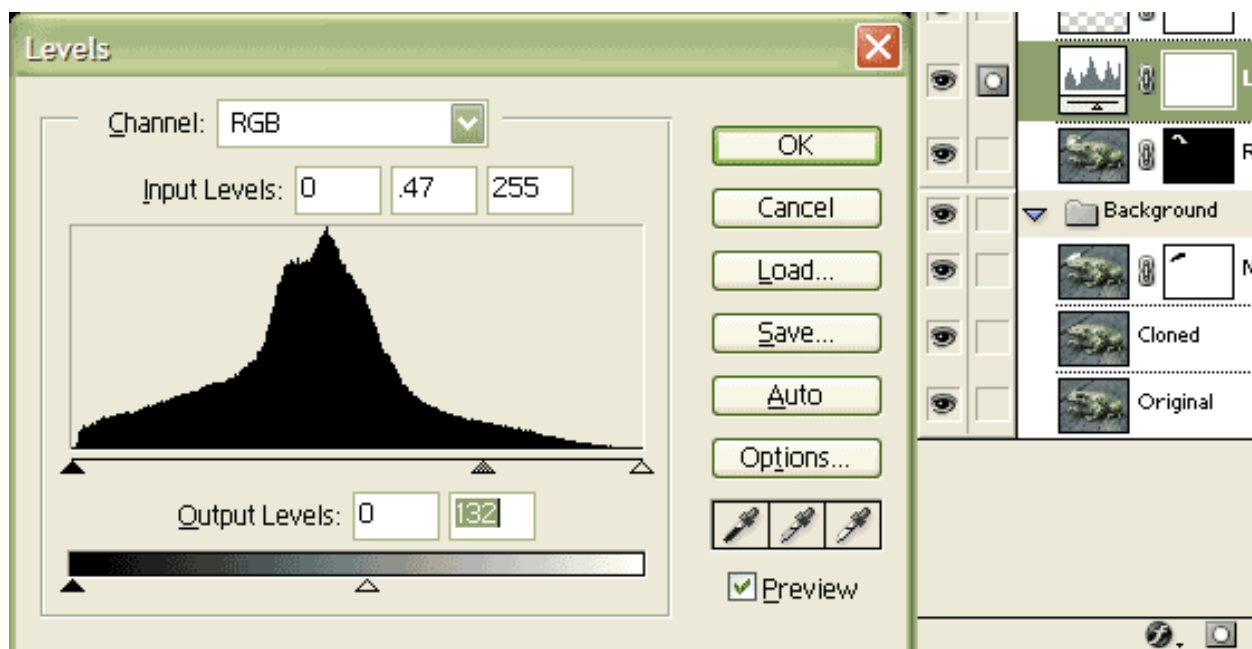 Levels
Channel: RGB
Input Levels: 0 .47 255
Output Levels: 0 132
OK
Cancel
Load...
Save...
Auto
Options...
Preview
L
R
Background
N
Cloned
Original